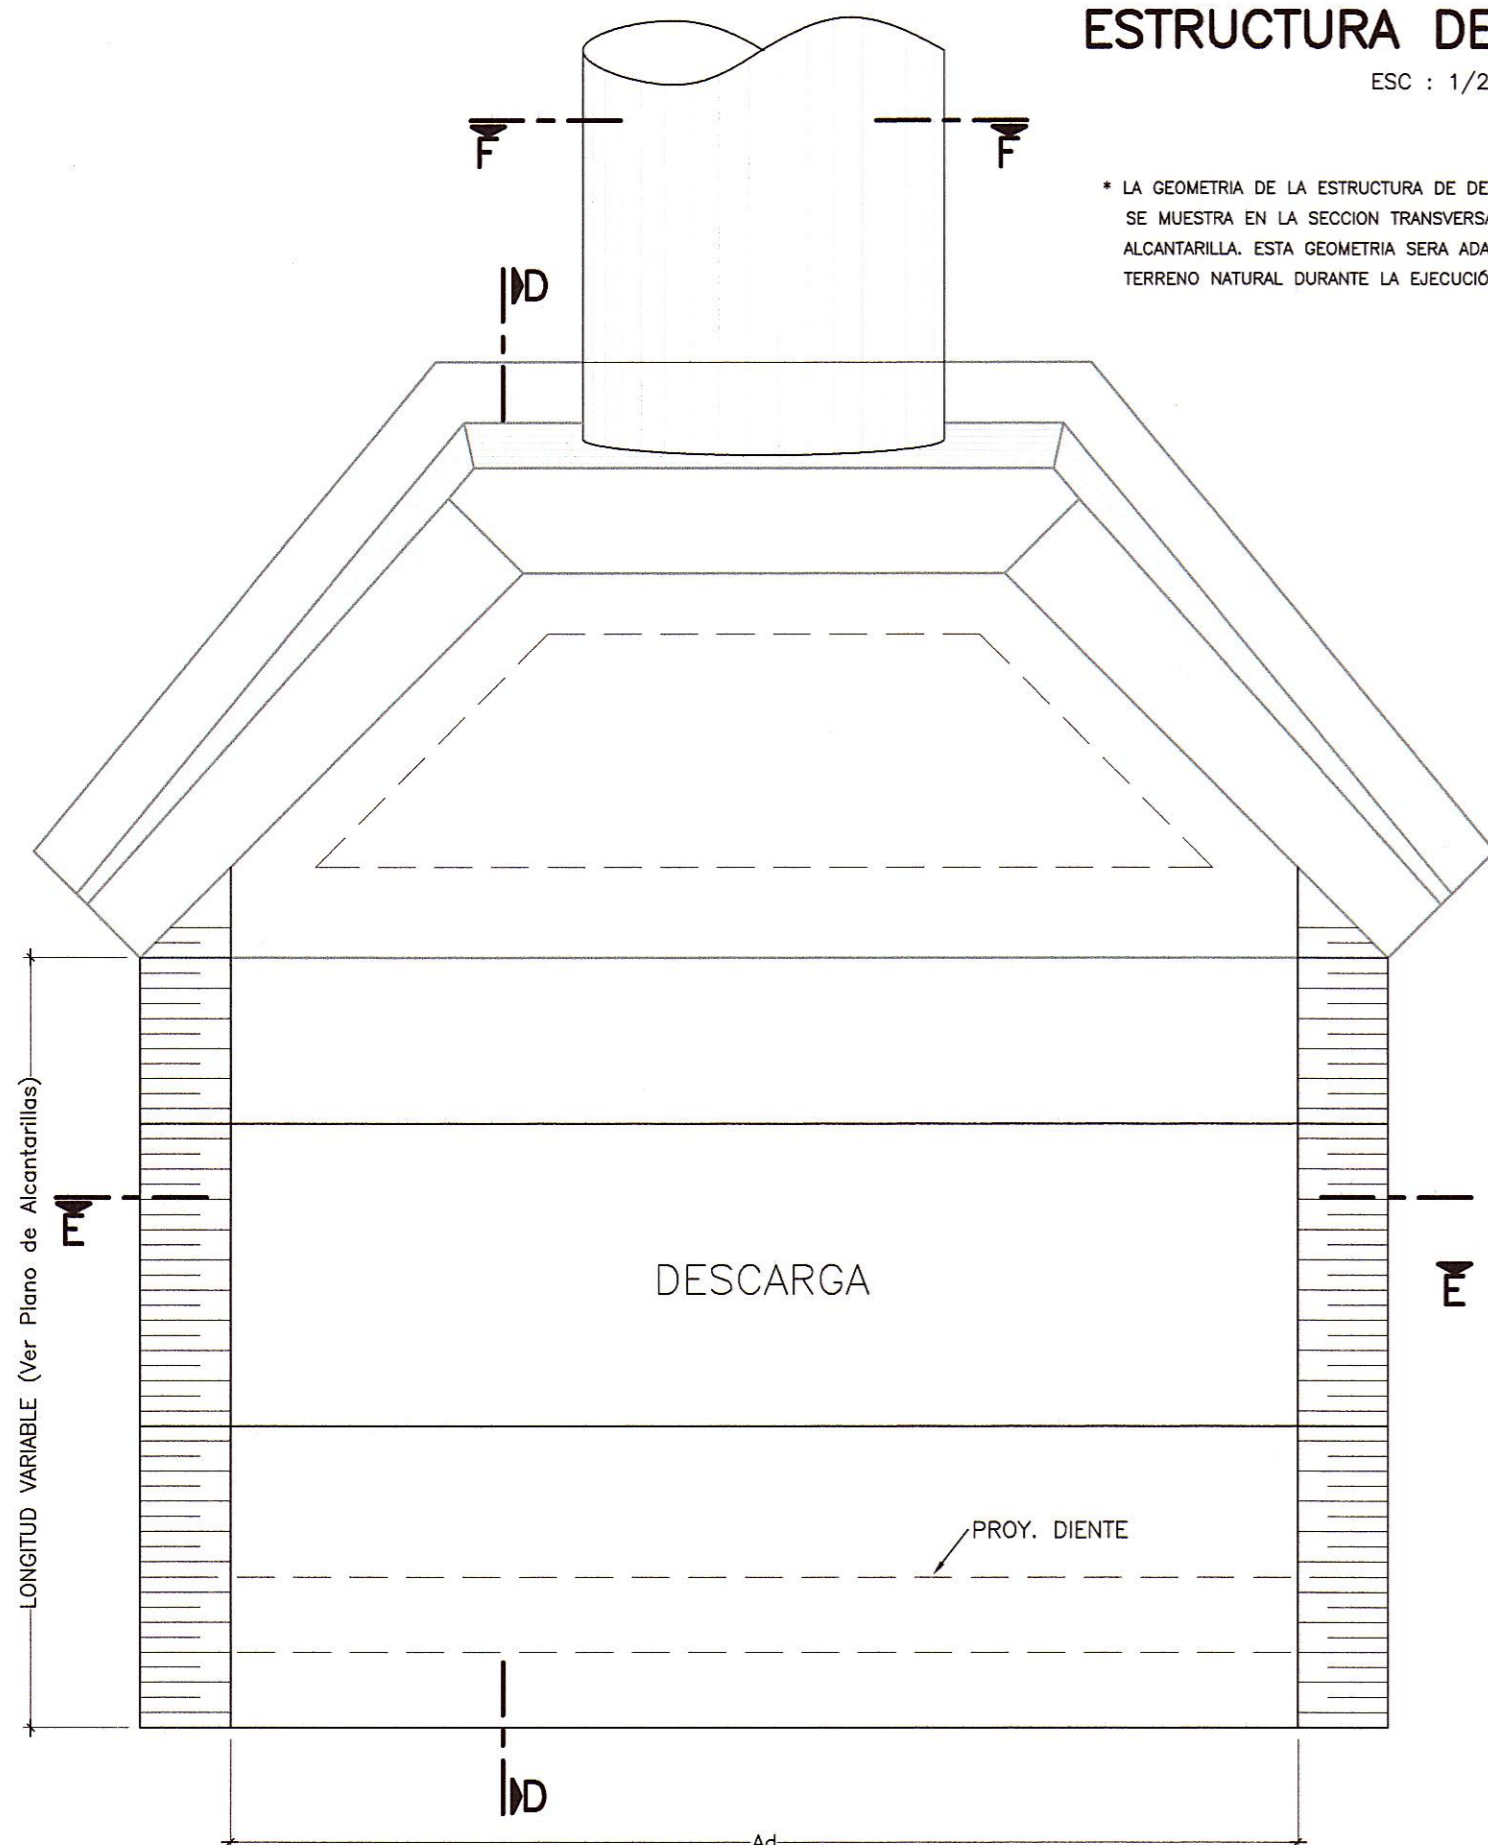 ESTRUCTURA DE
ESC : 1/2
F
F
* LA GEOMETRIA DE LA ESTRUCTURA DE DE
SE MUESTRA EN LA SECCION TRANSVERSA
ALCANTARILLA. ESTA GEOMETRIA SERA ADA
TERRENO NATURAL DURANTE LA EJECUCIÓ
D
LONGITUD VARIABLE (Ver Plano de Alcantarillas)
E
E
DESCARGA
PROY. DIENTE
D
Ad